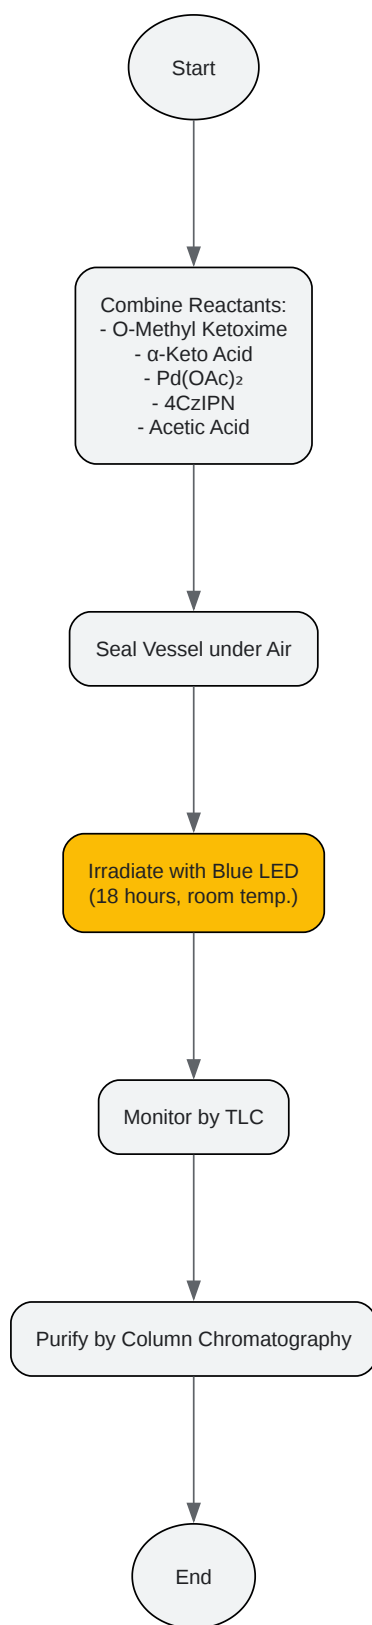 Start
Combine Reactants:
- O-Methyl Ketoxime
- α-Keto Acid
- Pd(OAc)₂
- 4CzIPN
- Acetic Acid
Seal Vessel under Air
Irradiate with Blue LED
(18 hours, room temp.)
Monitor by TLC
Purify by Column Chromatography
End